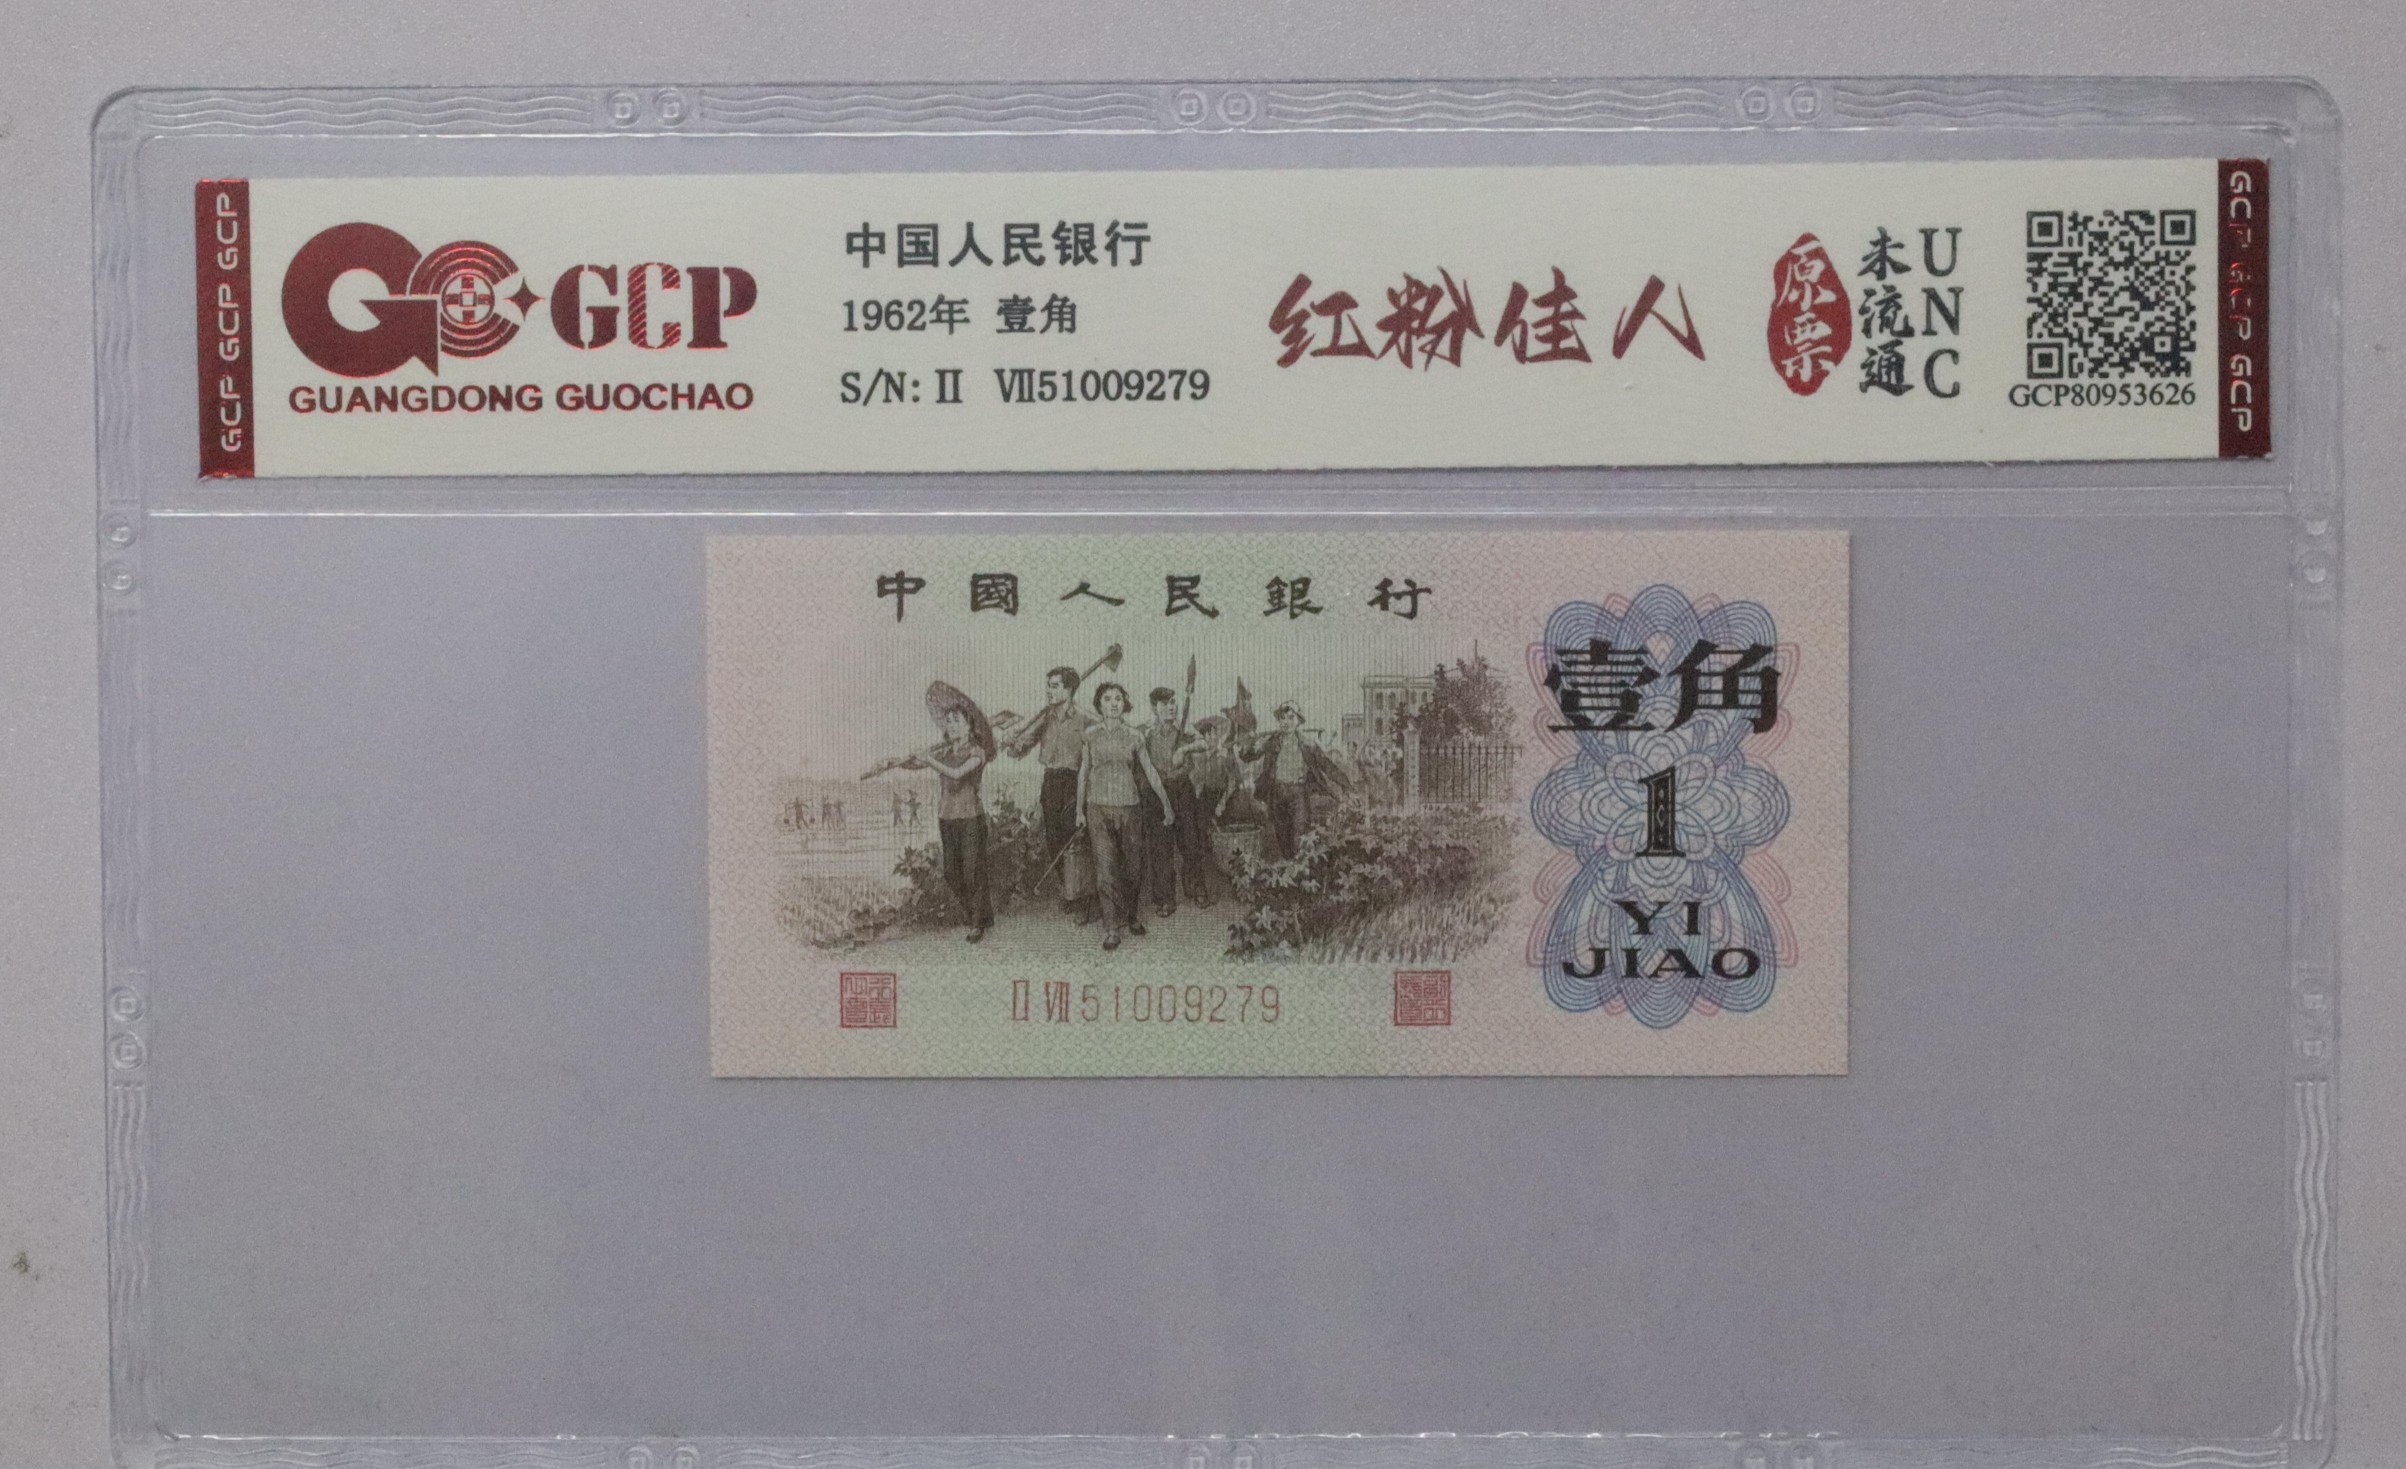 GCP GCP GCP
GCP
GUANGDONG GUOCHAO
中国人民银行
1962年 壹角
S/N: Ⅱ Ⅶ51009279
红粉佳人
原票
未流通
UNC
GCP80953626
GCP GCP GCP
中國人民銀行
壹角
1
YI
JIAO
Ⅱ Ⅶ 51009279